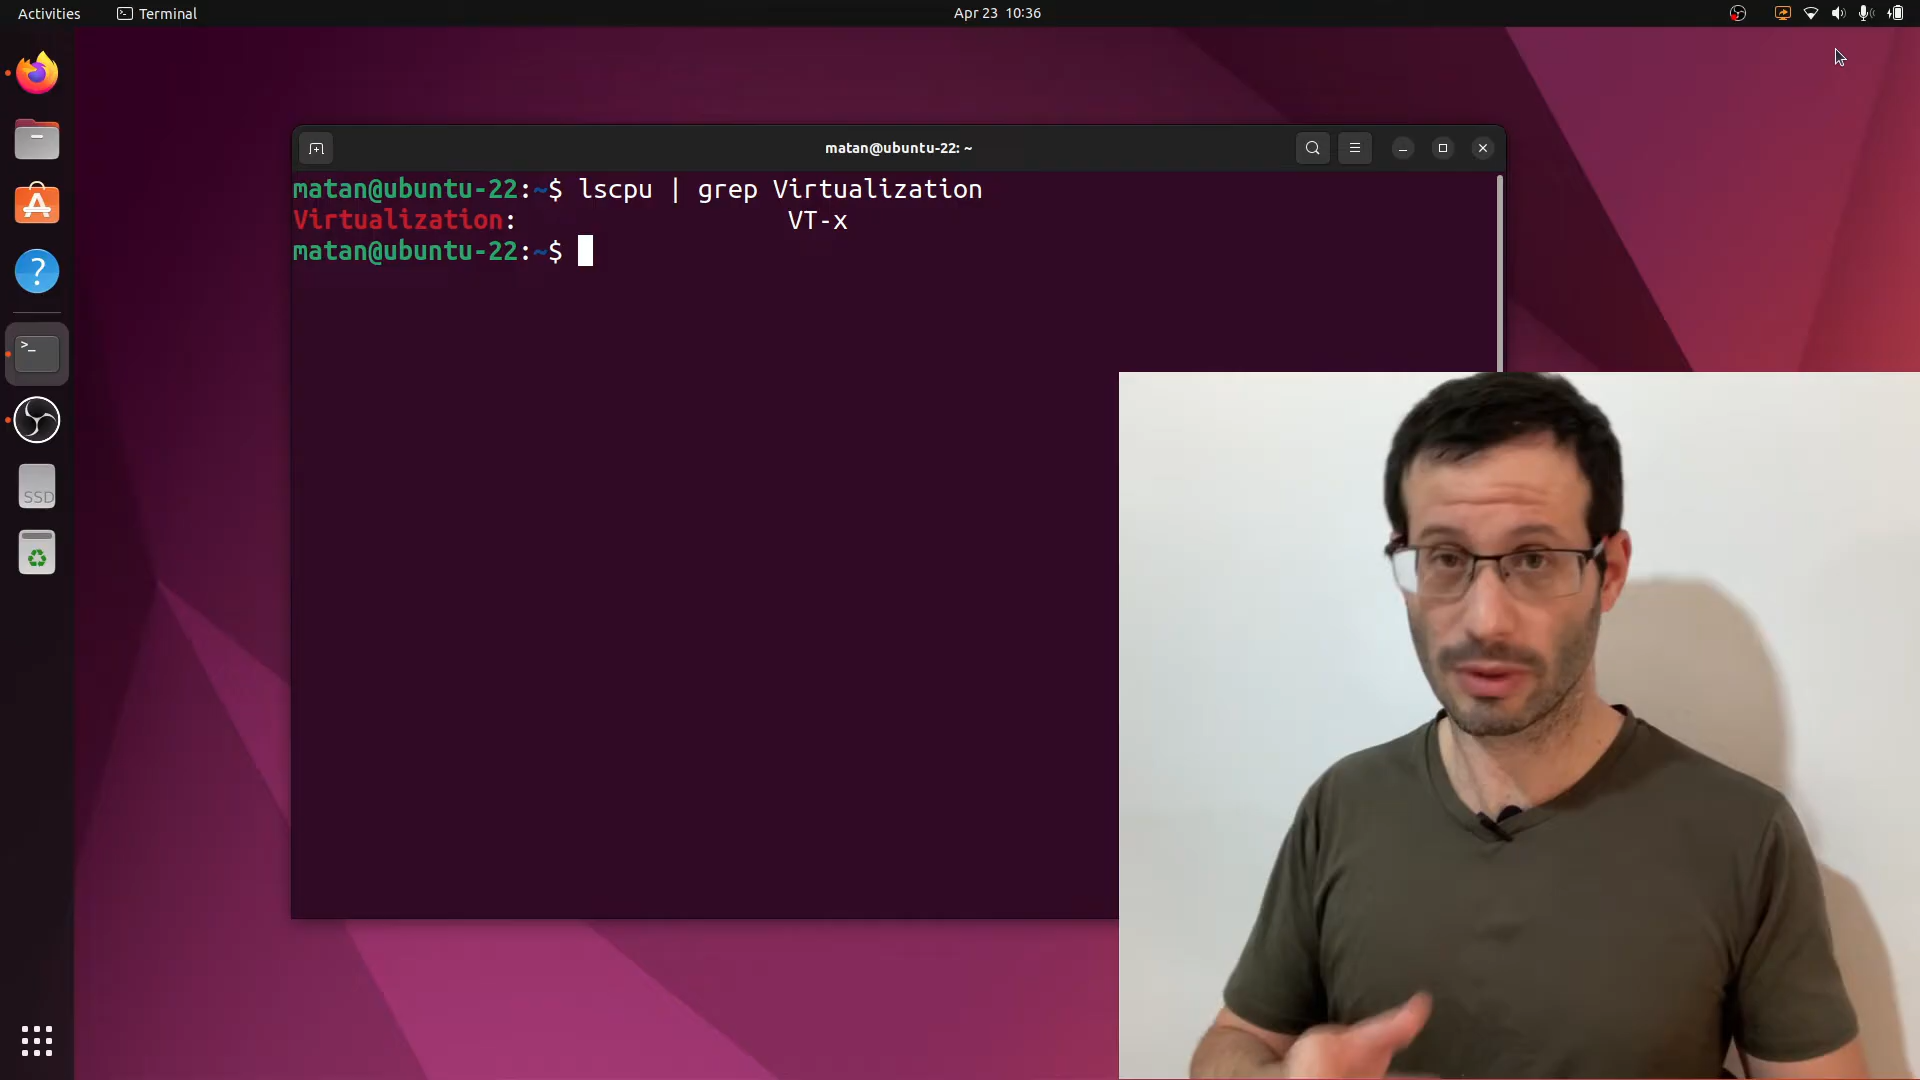 Activities
Terminal
Apr 23 10:36
matan@ubuntu-22: ~
matan@ubuntu-22:~$ lscpu | grep Virtualization
Virtualization: VT-x
matan@ubuntu-22:~$
>_
?
SSD